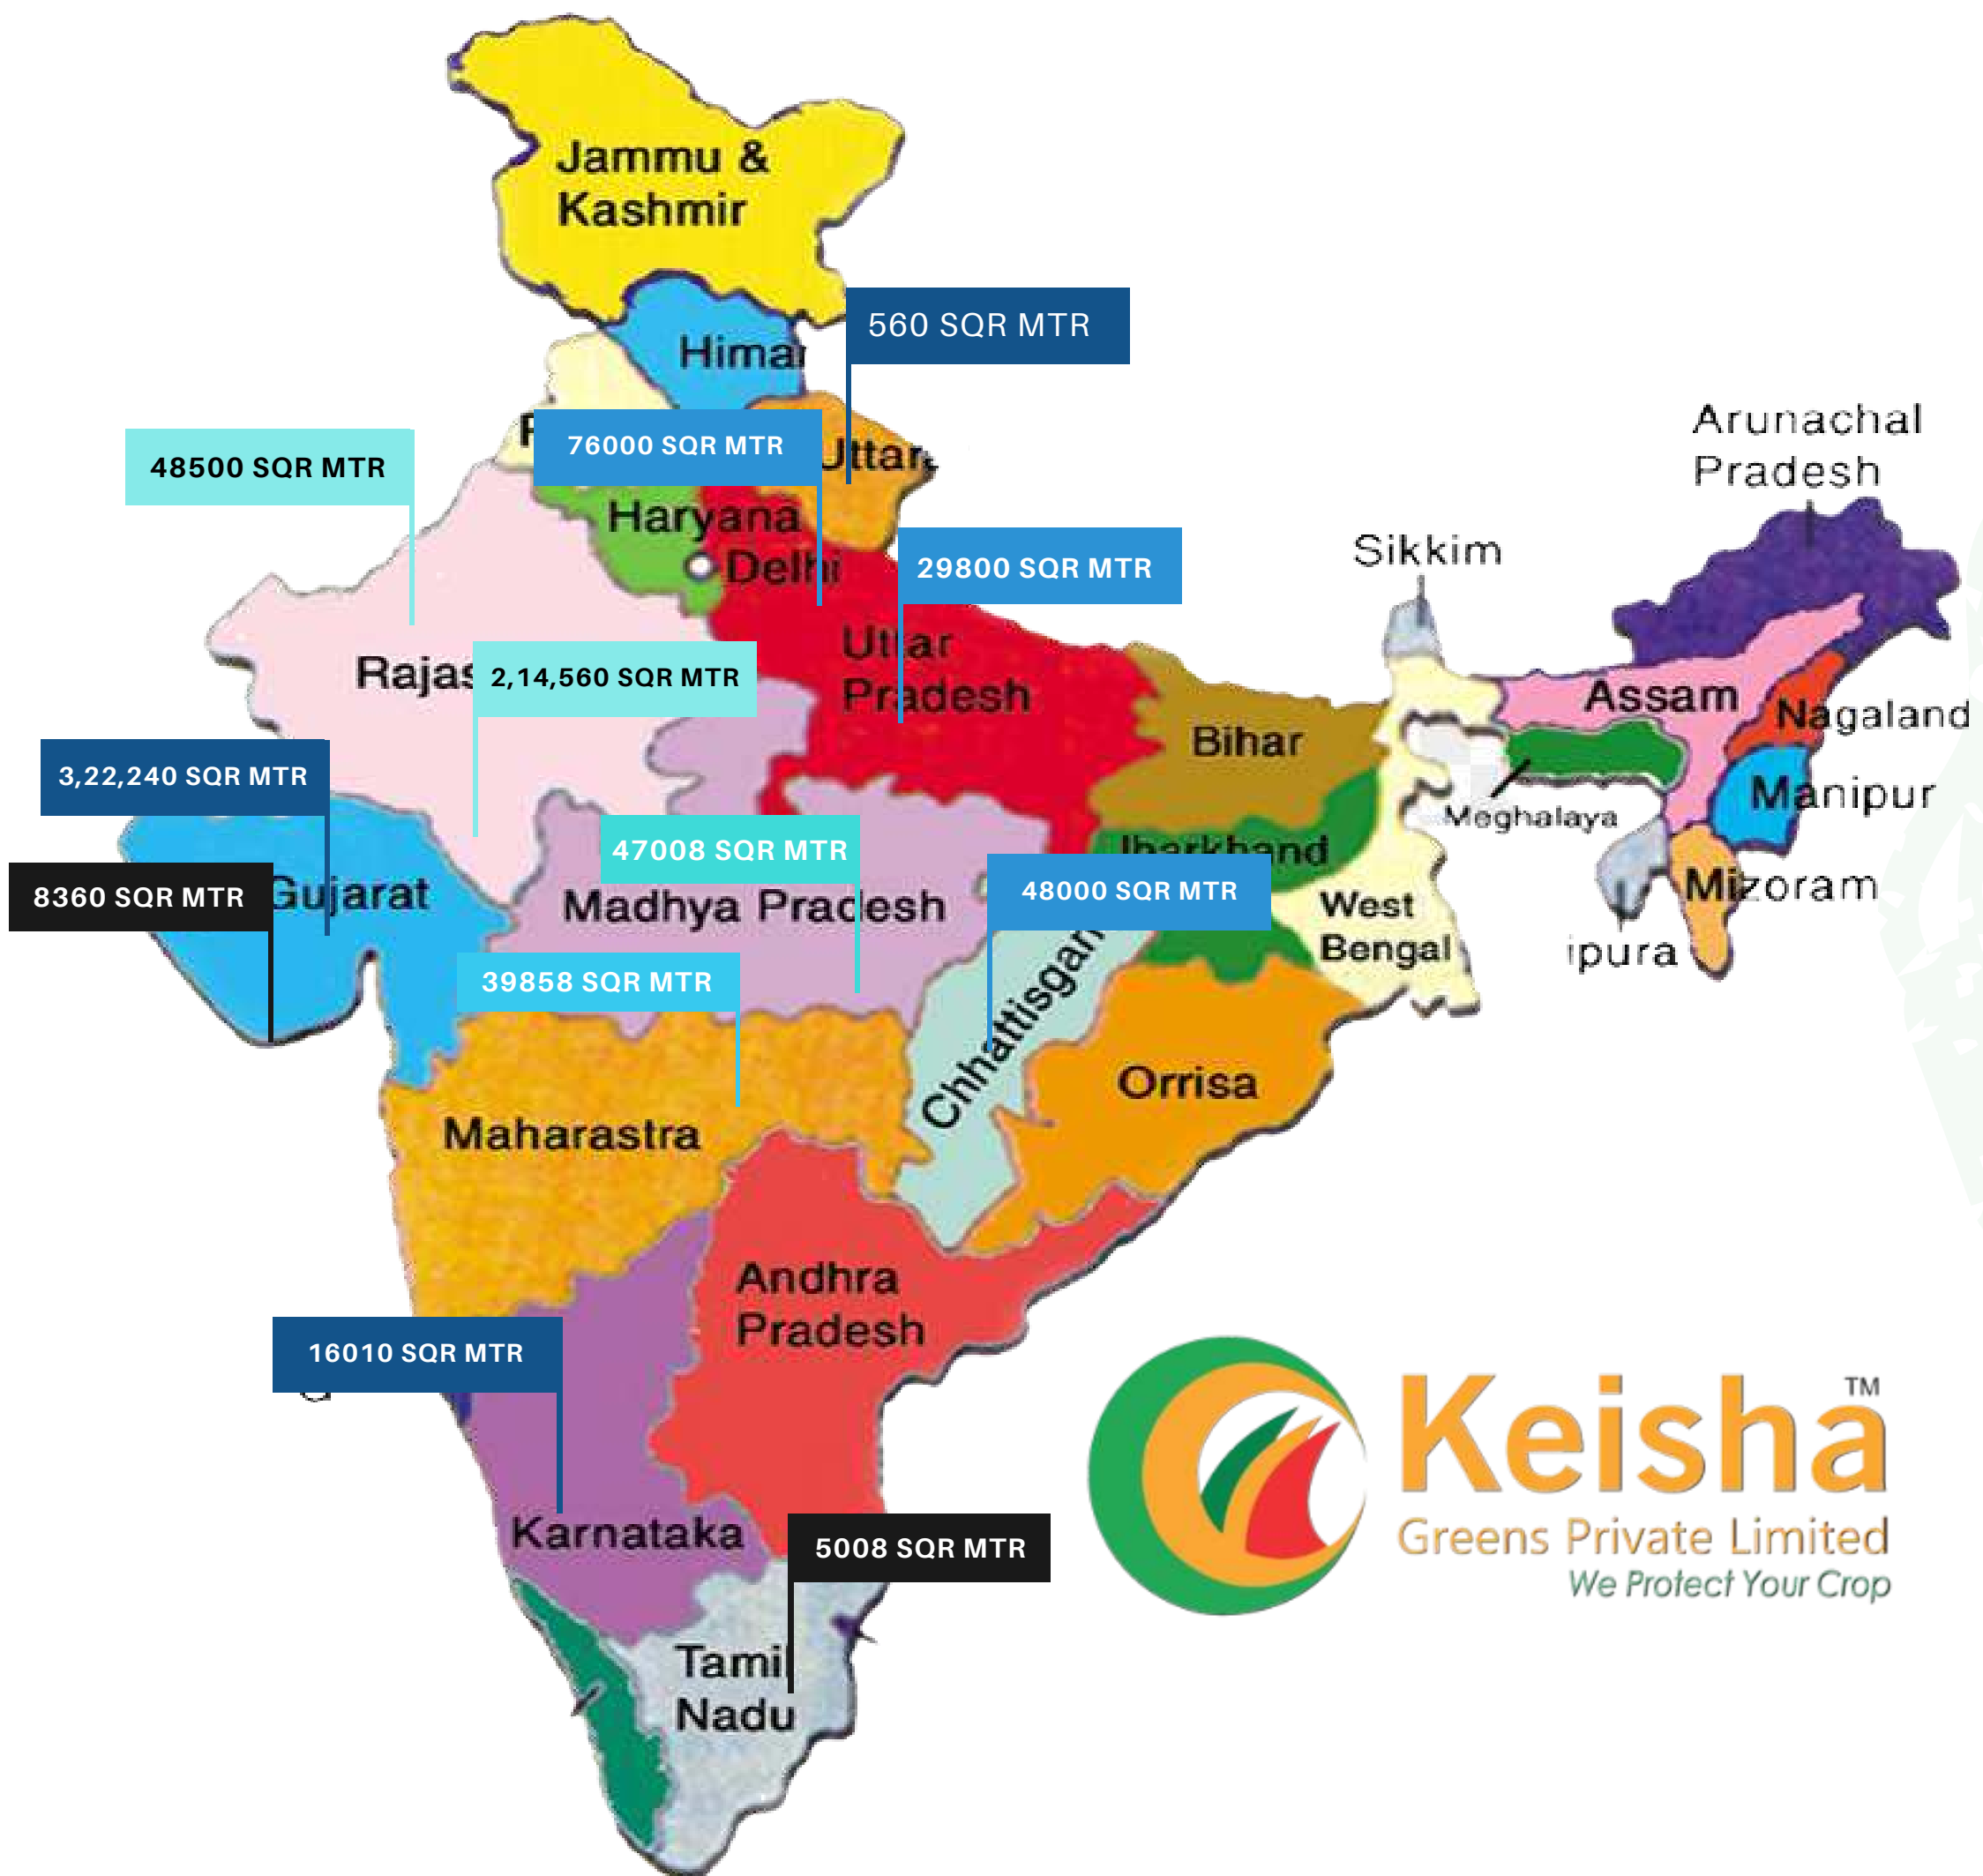 Jammu &
Kashmir
560 SQR MTR
Himar
48500 SQR MTR
76000 SQR MTR
Uttar
Arunachal
Pradesh
Haryana
Delhi
29800 SQR MTR
Sikkim
Uttar
Pradesh
Rajas
2,14,560 SQR MTR
Assam
Nagaland
Bihar
3,22,240 SQR MTR
Manipur
Meghalaya
47008 SQR MTR
Jharkhand
8360 SQR MTR
Gujarat
Madhya Pradesh
48000 SQR MTR
West
Bengal
Mizoram
ipura
39858 SQR MTR
Chhattisgarh
Orrisa
Maharastra
Andhra
Pradesh
16010 SQR MTR
Karnataka
5008 SQR MTR
Tamil
Nadu
Keisha™
Greens Private Limited
We Protect Your Crop